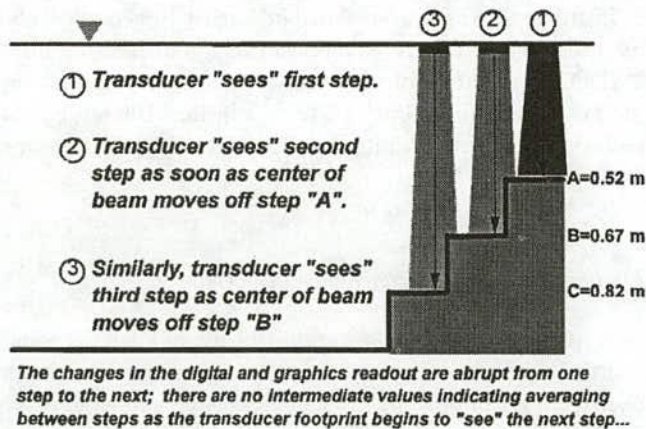 ③ ② ①
① Transducer "sees" first step.
② Transducer "sees" second
step as soon as center of
beam moves off step "A".
③ Similarly, transducer "sees"
third step as center of beam
moves off step "B"
A=0.52 m
B=0.67 m
C=0.82 m
The changes in the digital and graphics readout are abrupt from one
step to the next; there are no intermediate values indicating averaging
between steps as the transducer footprint begins to "see" the next step...